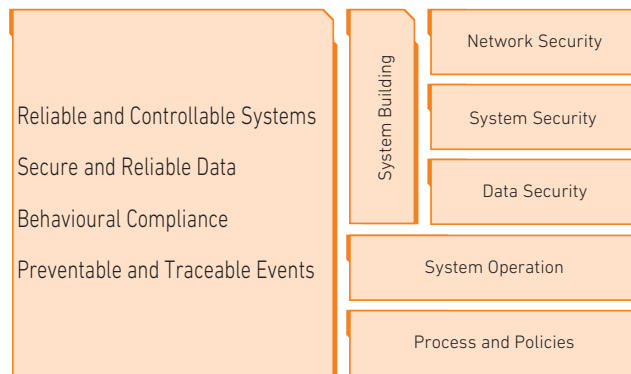 Reliable and Controllable Systems
Secure and Reliable Data
Behavioural Compliance
Preventable and Traceable Events
System Building
Network Security
System Security
Data Security
System Operation
Process and Policies